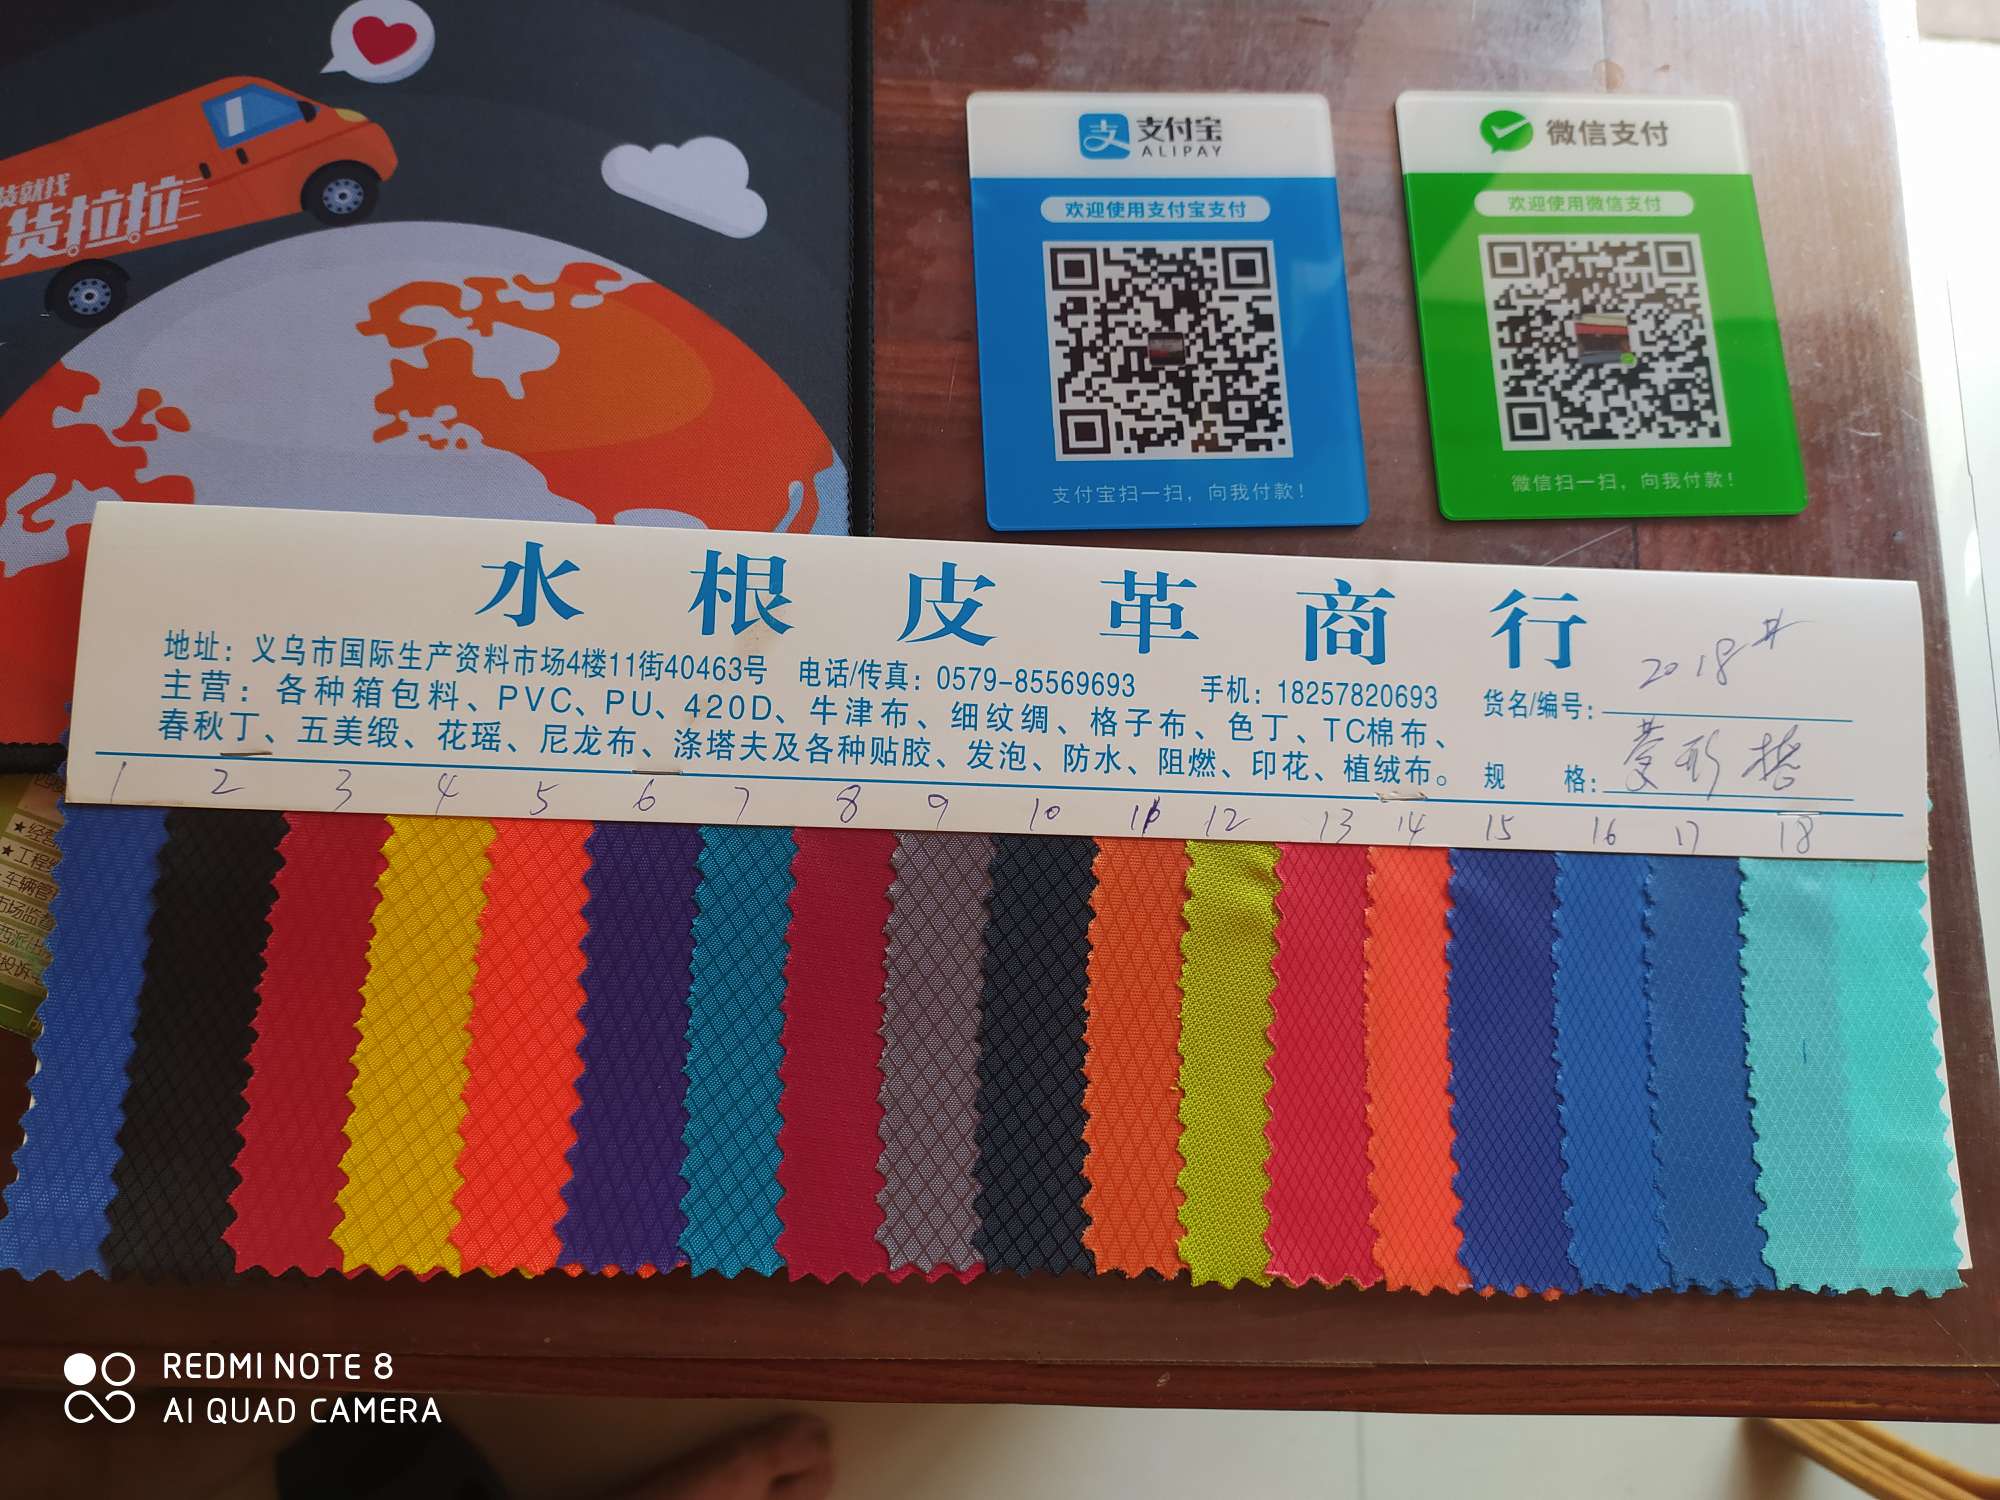 货拉拉
支付宝
ALIPAY
欢迎使用支付宝支付
支付宝扫一扫，向我付款！
微信支付
欢迎使用微信支付
微信扫一扫，向我付款！
水根皮革商行
地址：义乌市国际生产资料市场4楼11街40463号 电话/传真：0579-85569693 手机：18257820693
主营：各种箱包料、PVC、PU、420D、牛津布、细纹绸、格子布、色丁、TC棉布、
春秋丁、五美缎、花瑶、尼龙布、涤塔夫及各种贴胶、发泡、防水、阻燃、印花、植绒布。
货名/编号：2018#
规 格：菱形格
1 2 3 4 5 6 7 8 9 10 11 12 13 14 15 16 17 18
REDMI NOTE 8
AI QUAD CAMERA